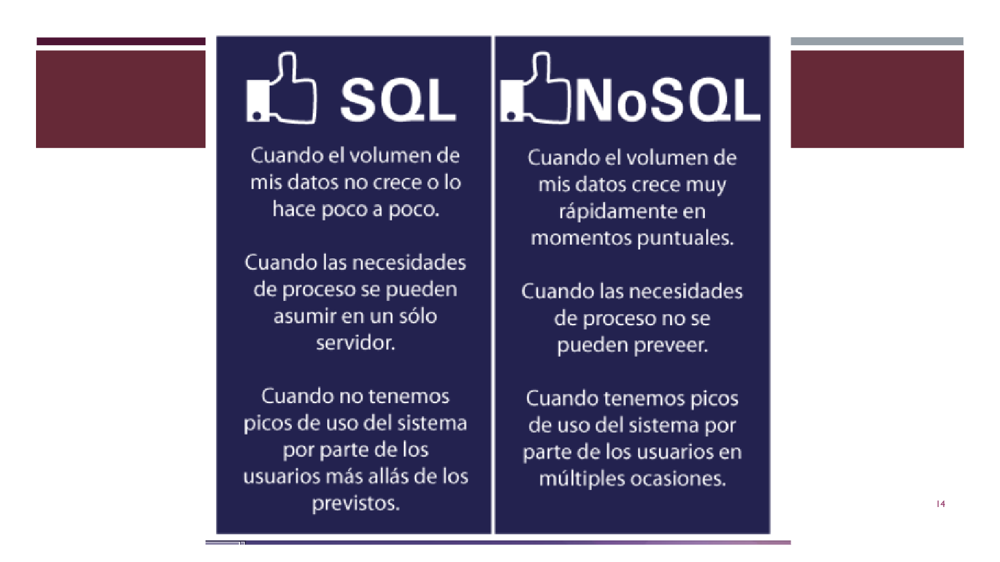 SQL
Cuando el volumen de
mis datos no crece o lo
hace poco a poco.
Cuando las necesidades
de proceso se pueden
asumir en un sólo
servidor.
Cuando no tenemos
picos de uso del sistema
por parte de los
usuarios más allás de los
previstos.
NoSQL
Cuando el volumen de
mis datos crece muy
rápidamente en
momentos puntuales.
Cuando las necesidades
de proceso no se
pueden preveer.
Cuando tenemos picos
de uso del sistema por
parte de los usuarios en
múltiples ocasiones.
14